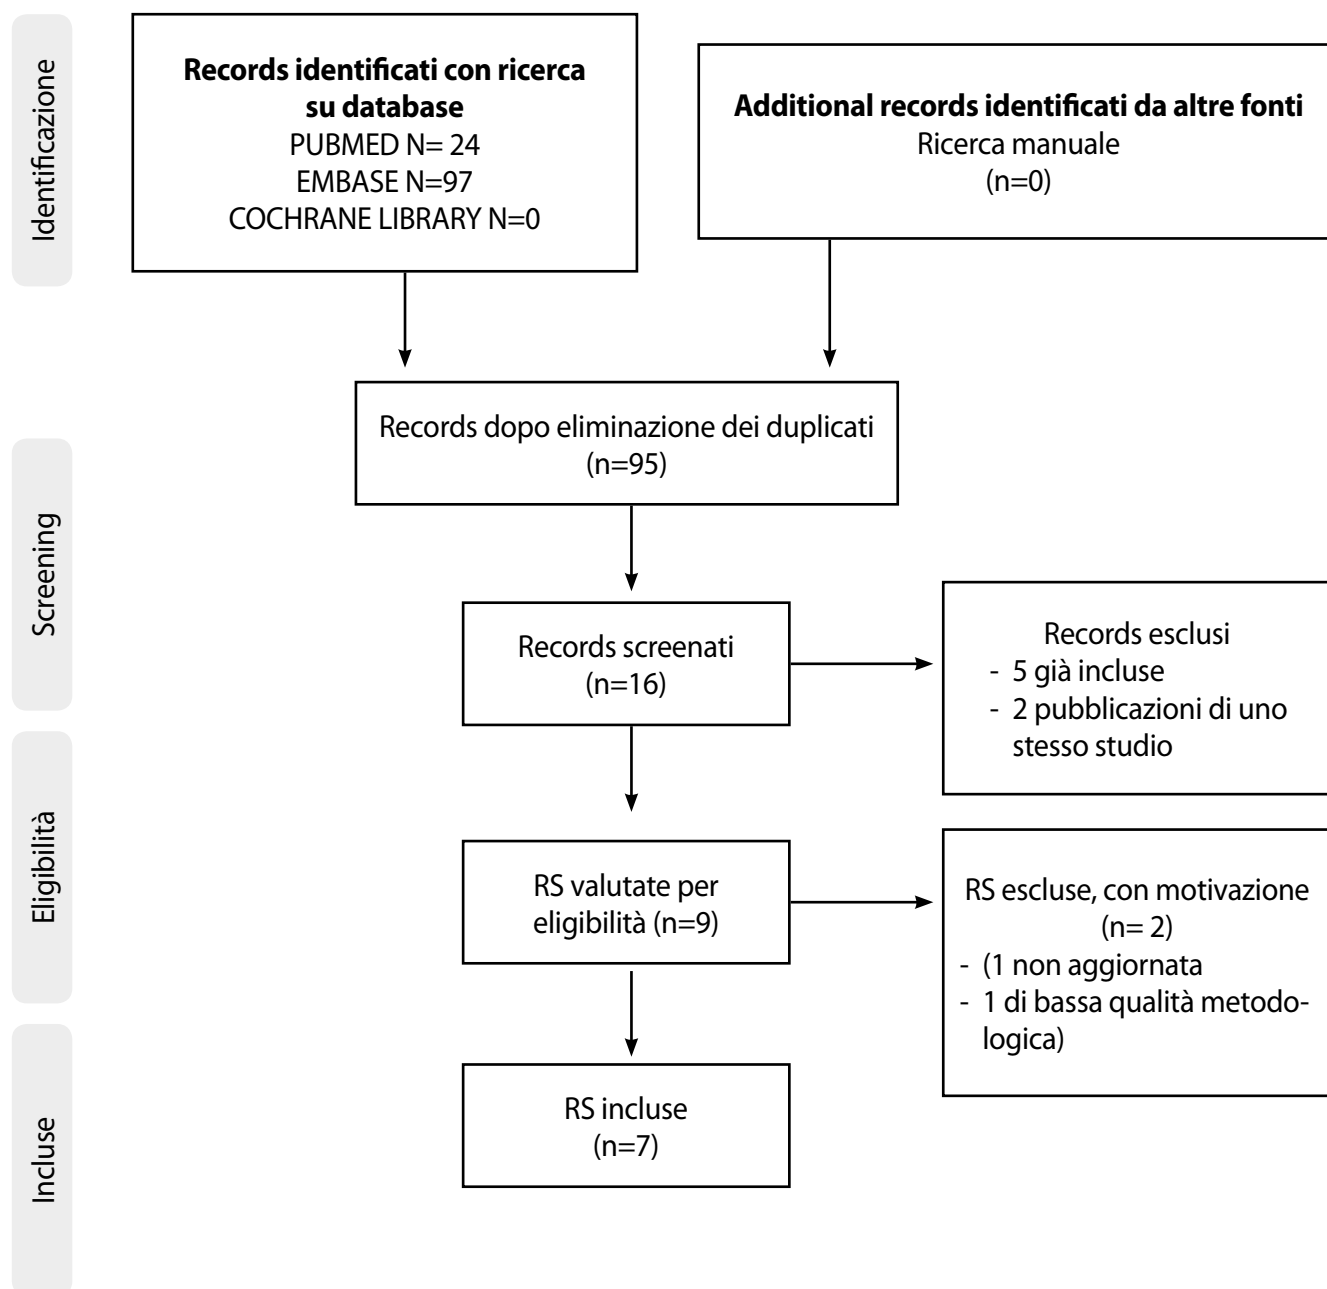 Identificazione
Records identificati con ricerca
su database
PUBMED N= 24
EMBASE N=97
COCHRANE LIBRARY N=0
Additional records identificati da altre fonti
Ricerca manuale
(n=0)
Records dopo eliminazione dei duplicati
(n=95)
Screening
Records screenati
(n=16)
Records esclusi
- 5 già incluse
- 2 pubblicazioni di uno
stesso studio
Eligibilità
RS valutate per
eligibilità (n=9)
RS escluse, con motivazione
(n= 2)
- (1 non aggiornata
- 1 di bassa qualità metodo-
logica)
Incluse
RS incluse
(n=7)